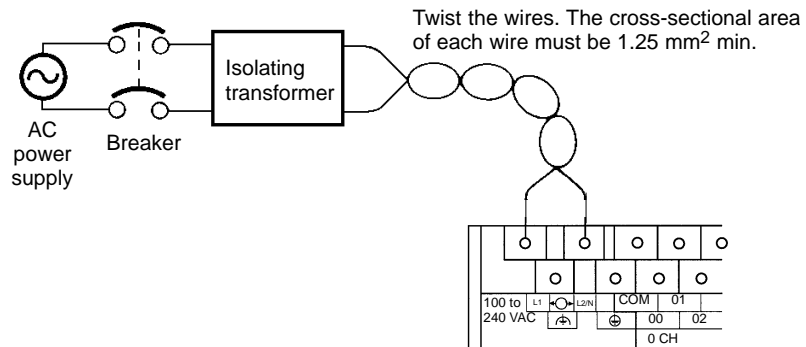 Twist the wires. The cross-sectional area
of each wire must be 1.25 mm² min.
Isolating
transformer
AC
power
supply
Breaker
100 to
240 VAC
L1
L2/N
COM
01
00
02
0 CH